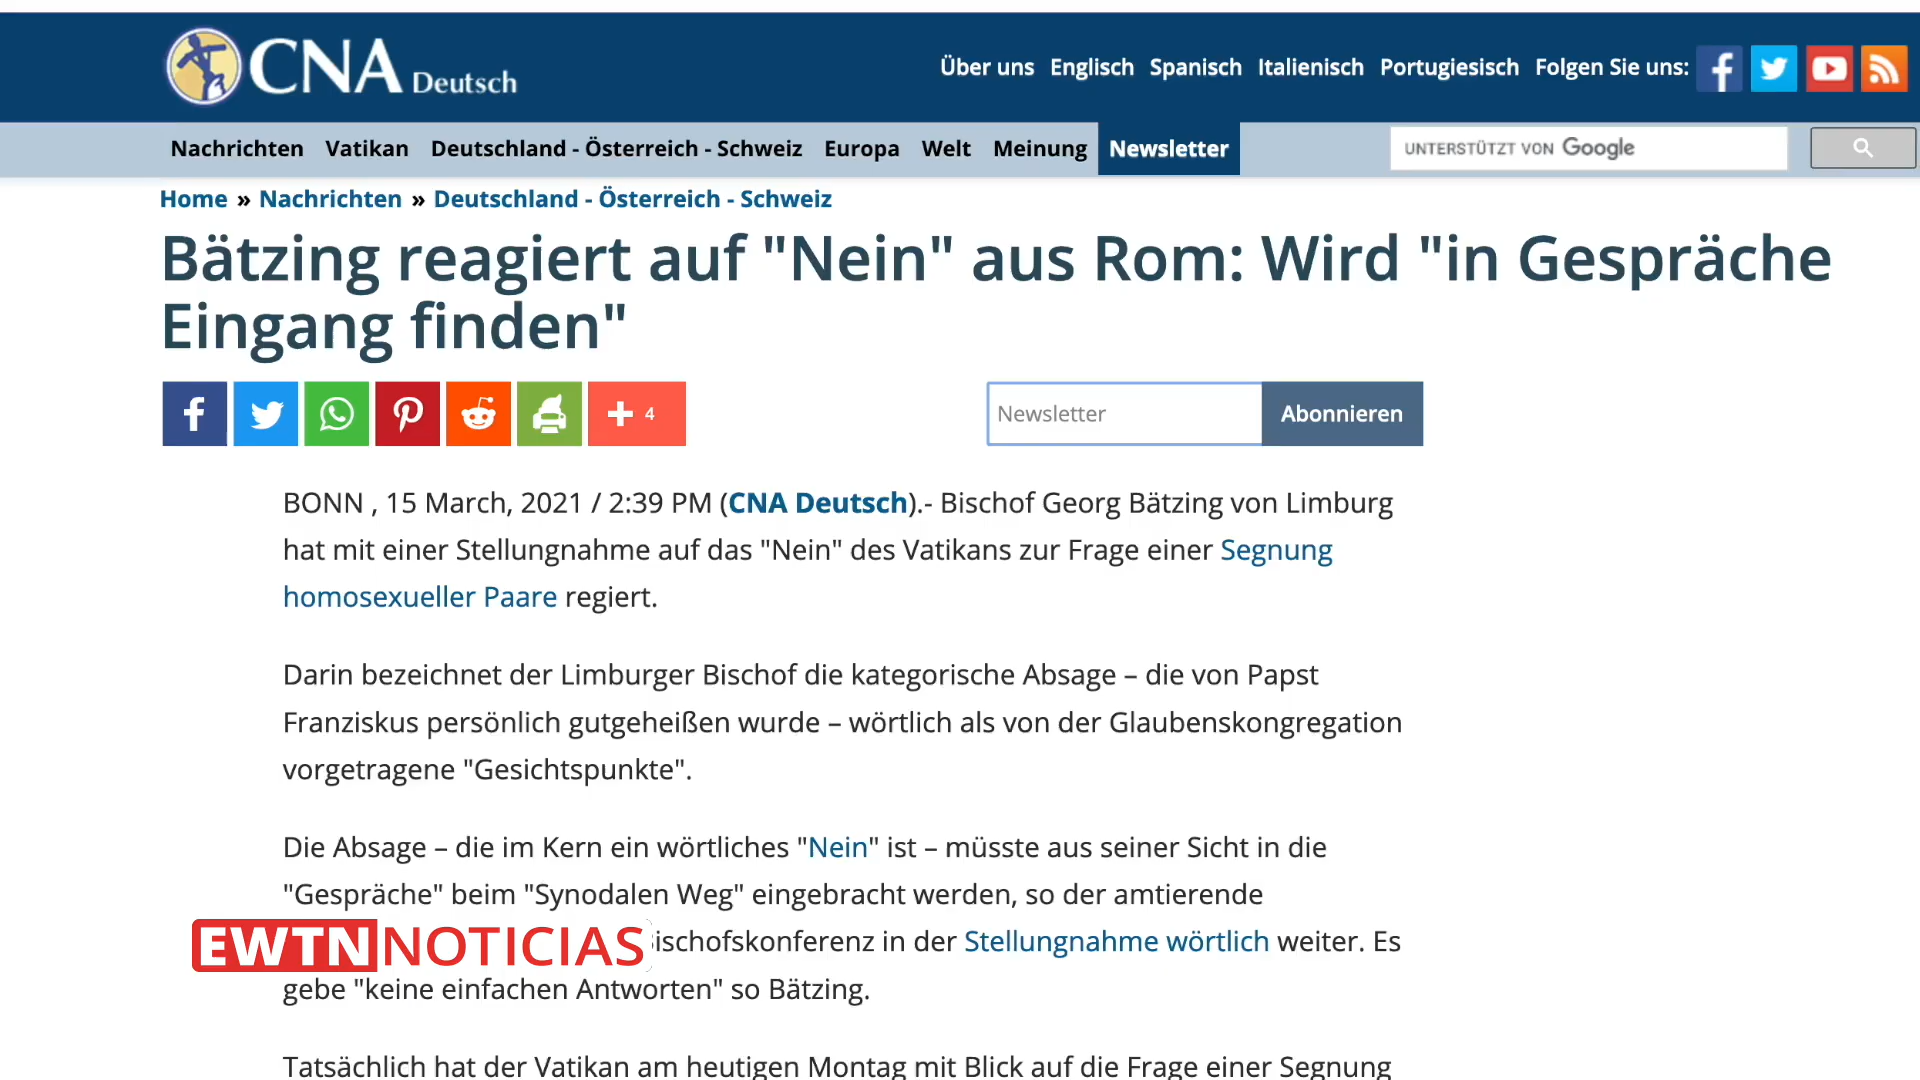 CNA Deutsch
Über uns Englisch Spanisch Italienisch Portugiesisch Folgen Sie uns:
Nachrichten Vatikan Deutschland - Österreich - Schweiz Europa Welt Meinung Newsletter UNTERSTÜTZT VON Google
Home » Nachrichten » Deutschland - Österreich - Schweiz
Bätzing reagiert auf "Nein" aus Rom: Wird "in Gespräche
Eingang finden"
4
Newsletter Abonnieren
BONN , 15 March, 2021 / 2:39 PM (CNA Deutsch).- Bischof Georg Bätzing von Limburg
hat mit einer Stellungnahme auf das "Nein" des Vatikans zur Frage einer Segnung
homosexueller Paare regiert.
Darin bezeichnet der Limburger Bischof die kategorische Absage – die von Papst
Franziskus persönlich gutgeheißen wurde – wörtlich als von der Glaubenskongregation
vorgetragene "Gesichtspunkte".
Die Absage – die im Kern ein wörtliches "Nein" ist – müsste aus seiner Sicht in die
"Gespräche" beim "Synodalen Weg" eingebracht werden, so der amtierende
EWTN NOTICIAS ischofskonferenz in der Stellungnahme wörtlich weiter. Es
gebe "keine einfachen Antworten" so Bätzing.
Tatsächlich hat der Vatikan am heutigen Montag mit Blick auf die Frage einer Segnung